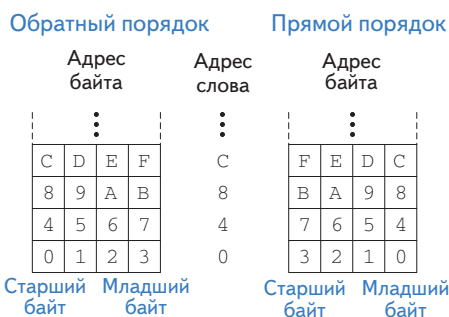 Обратный порядок Прямой порядок
Адрес Адрес Адрес
байта слова байта
C D E F C F E D C
8 9 A B 8 B A 9 8
4 5 6 7 4 7 6 5 4
0 1 2 3 0 3 2 1 0
Старший Младший Старший Младший
байт байт байт байт